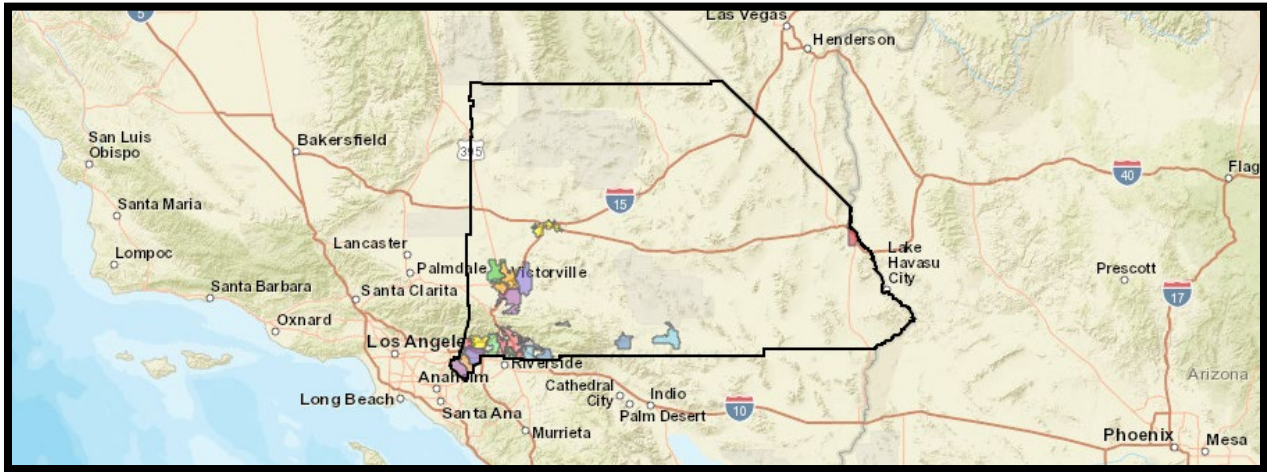 5
Las Vegas
Henderson
San Luis
Obispo
Bakersfield
395
40
Flag
15
Santa Maria
Lancaster
Lake
Havasu
City
Lompoc
Palmdale
Victorville
Prescott
Santa Barbara
Santa Clarita
17
Oxnard
Los Angele
Riverside
Anaheim
Cathedral
City
Indio
Arizona
Long Beach
Santa Ana
Palm Desert
10
Murrieta
Phoenix
Mesa